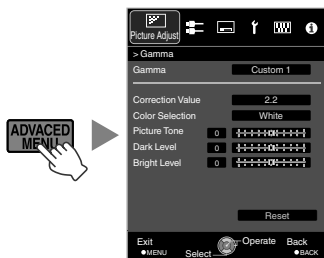 Picture Adjust
> Gamma
Gamma Custom 1
Correction Value 2.2
Color Selection White
Picture Tone 0
Dark Level 0
Bright Level 0
Reset
ADVACED
MENU
Exit Operate Back
●MENU Select ●BACK